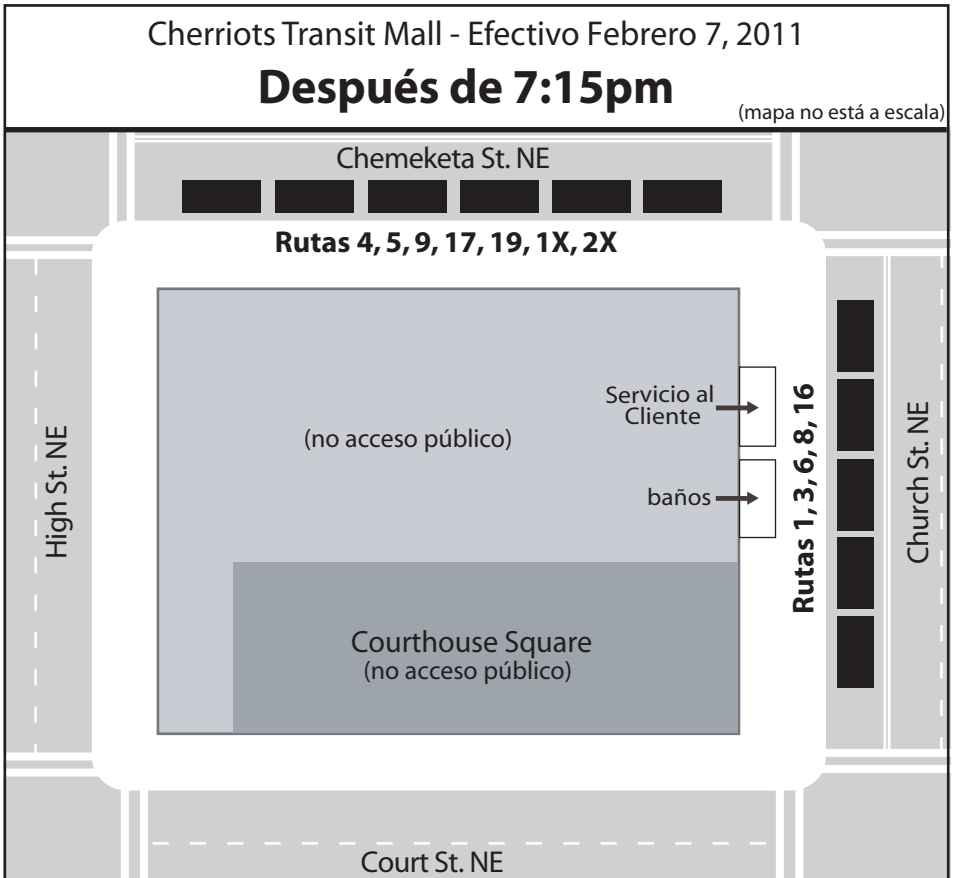 Cherriots Transit Mall - Efectivo Febrero 7, 2011
Después de 7:15pm
(mapa no está a escala)
Chemeketa St. NE
Rutas 4, 5, 9, 17, 19, 1X, 2X
Servicio al
Cliente
(no acceso público)
baños
Rutas 1, 3, 6, 8, 16
High St. NE
Church St. NE
Courthouse Square
(no acceso público)
Court St. NE